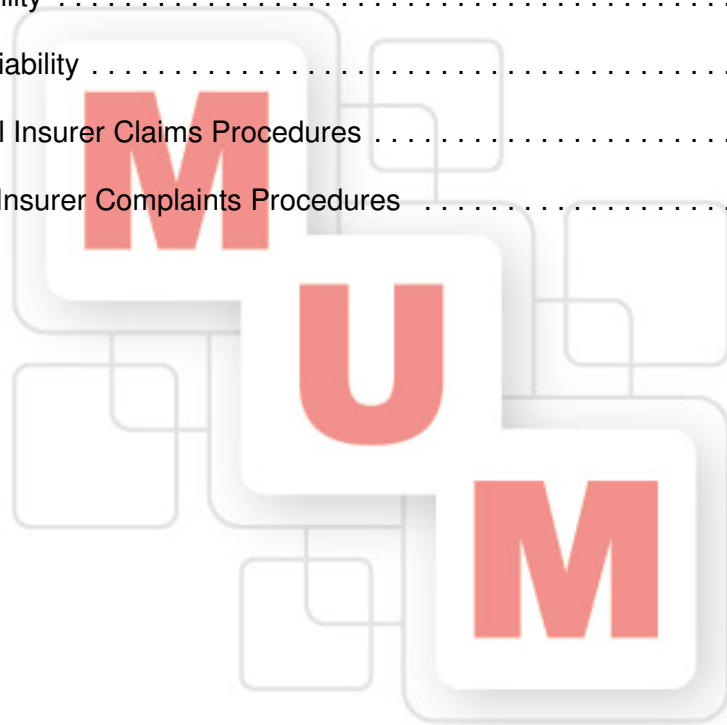 iability . . . . . . . . . . . . . . . . . . . . . . . . . . . . . . . .
l Insurer Claims Procedures . . . . . . . . . . . . . . . . . .
Insurer Complaints Procedures . . . . . . . . . . . . . . .
M
U
M